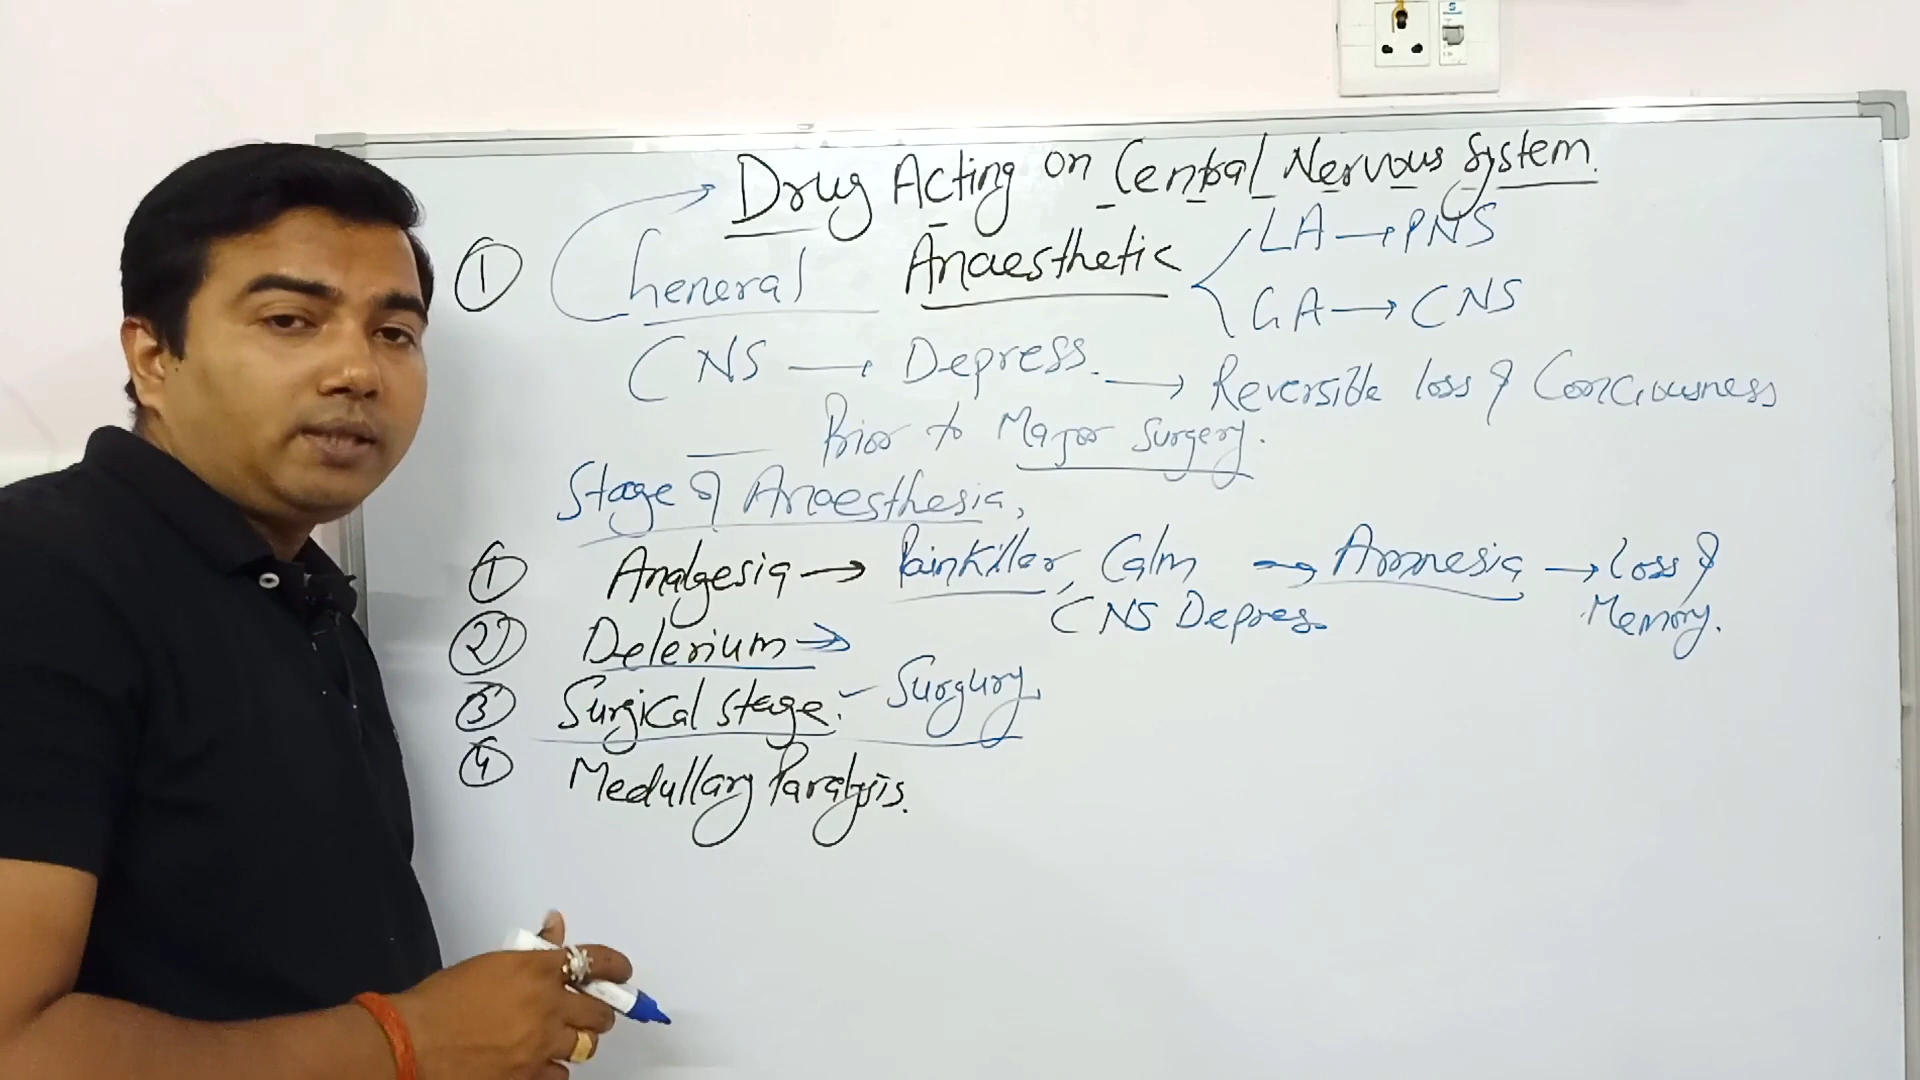 Drug Acting on Central Nervous System.
① General Anaesthetic
LA → PNS
GA → CNS
CNS → Depress. → Reversible loss of Conciousness
Prior to Major Surgery.
Stage of Anaesthesia,
① Analgesia → Painkiller, Calm → Amnesia → Loss of Memory.
CNS Depress
② Delerium →
③ Surgical stage:- Surgury
④ Medullary Paralysis.